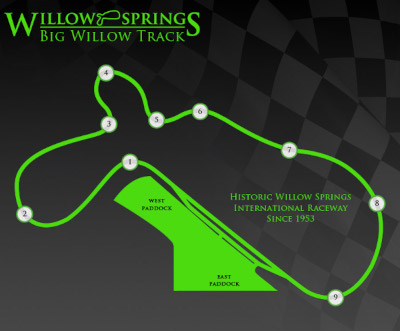 Willow Springs
Big Willow Track
4
3
5
6
1
7
2
8
9
West
Paddock
East
Paddock
Historic Willow Springs
International Raceway
Since 1953